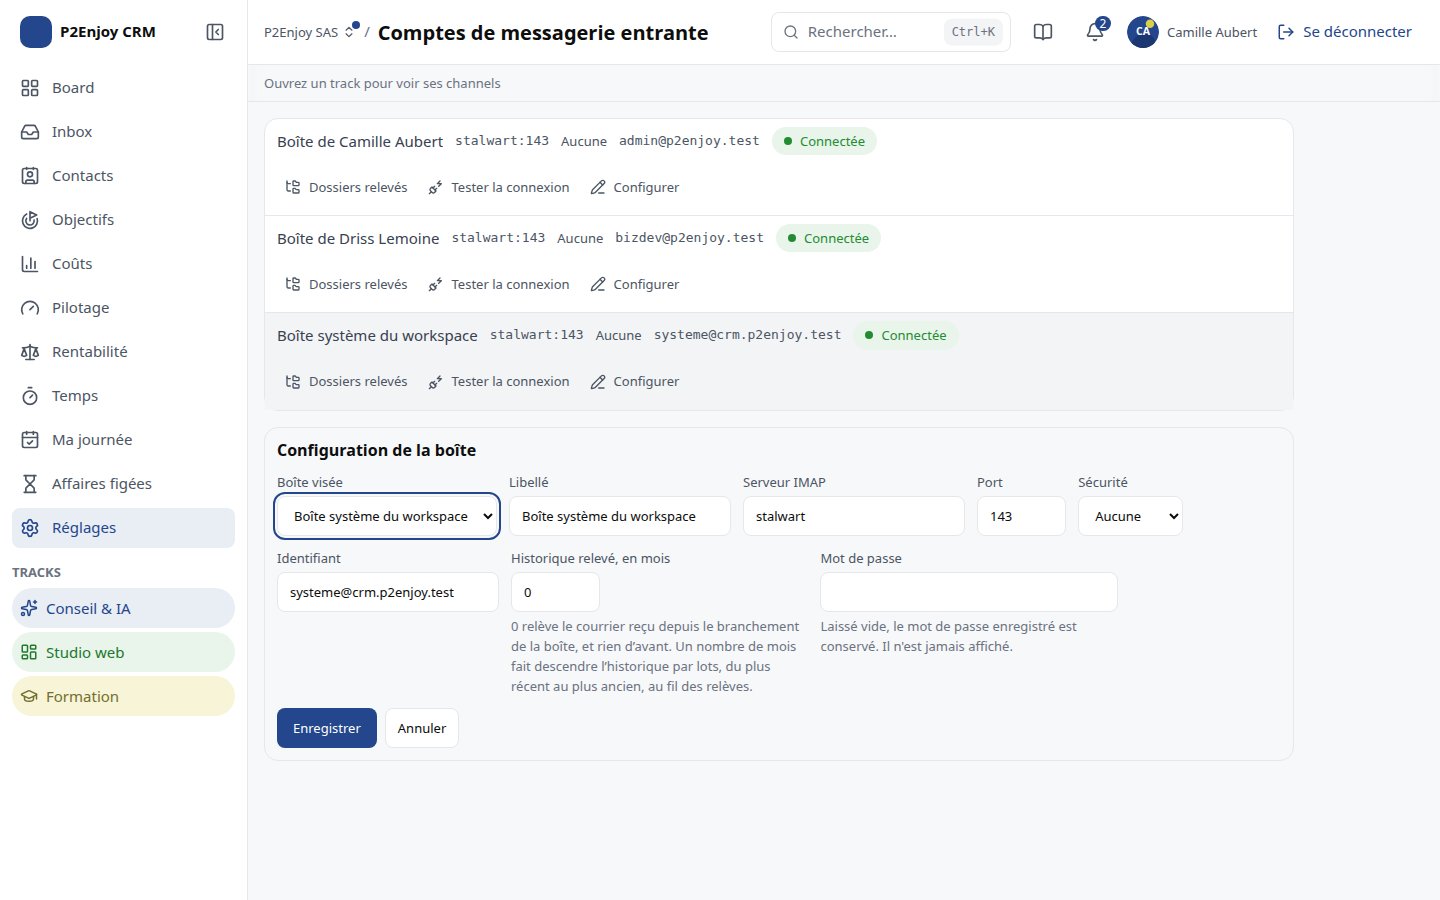 P2Enjoy CRM
Board
Inbox
Contacts
Objectifs
Coûts
Pilotage
Rentabilité
Temps
Ma journée
Affaires figées
Réglages
TRACKS
Conseil & IA
Studio web
Formation
P2Enjoy SAS / Comptes de messagerie entrante
Rechercher... Ctrl+K
2
CA Camille Aubert
Se déconnecter
Ouvrez un track pour voir ses channels
Boîte de Camille Aubert stalwart:143 Aucune admin@p2enjoy.test Connectée
Dossiers relevés Tester la connexion Configurer
Boîte de Driss Lemoine stalwart:143 Aucune bizdev@p2enjoy.test Connectée
Dossiers relevés Tester la connexion Configurer
Boîte système du workspace stalwart:143 Aucune systeme@crm.p2enjoy.test Connectée
Dossiers relevés Tester la connexion Configurer
Configuration de la boîte
Boîte visée Libellé Serveur IMAP Port Sécurité
Boîte système du workspace Boîte système du workspace stalwart 143 Aucune
Identifiant Historique relevé, en mois Mot de passe
systeme@crm.p2enjoy.test 0
0 relève le courrier reçu depuis le branchement
de la boîte, et rien d’avant. Un nombre de mois
fait descendre l’historique par lots, du plus
récent au plus ancien, au fil des relèves.
Laissé vide, le mot de passe enregistré est
conservé. Il n'est jamais affiché.
Enregistrer Annuler